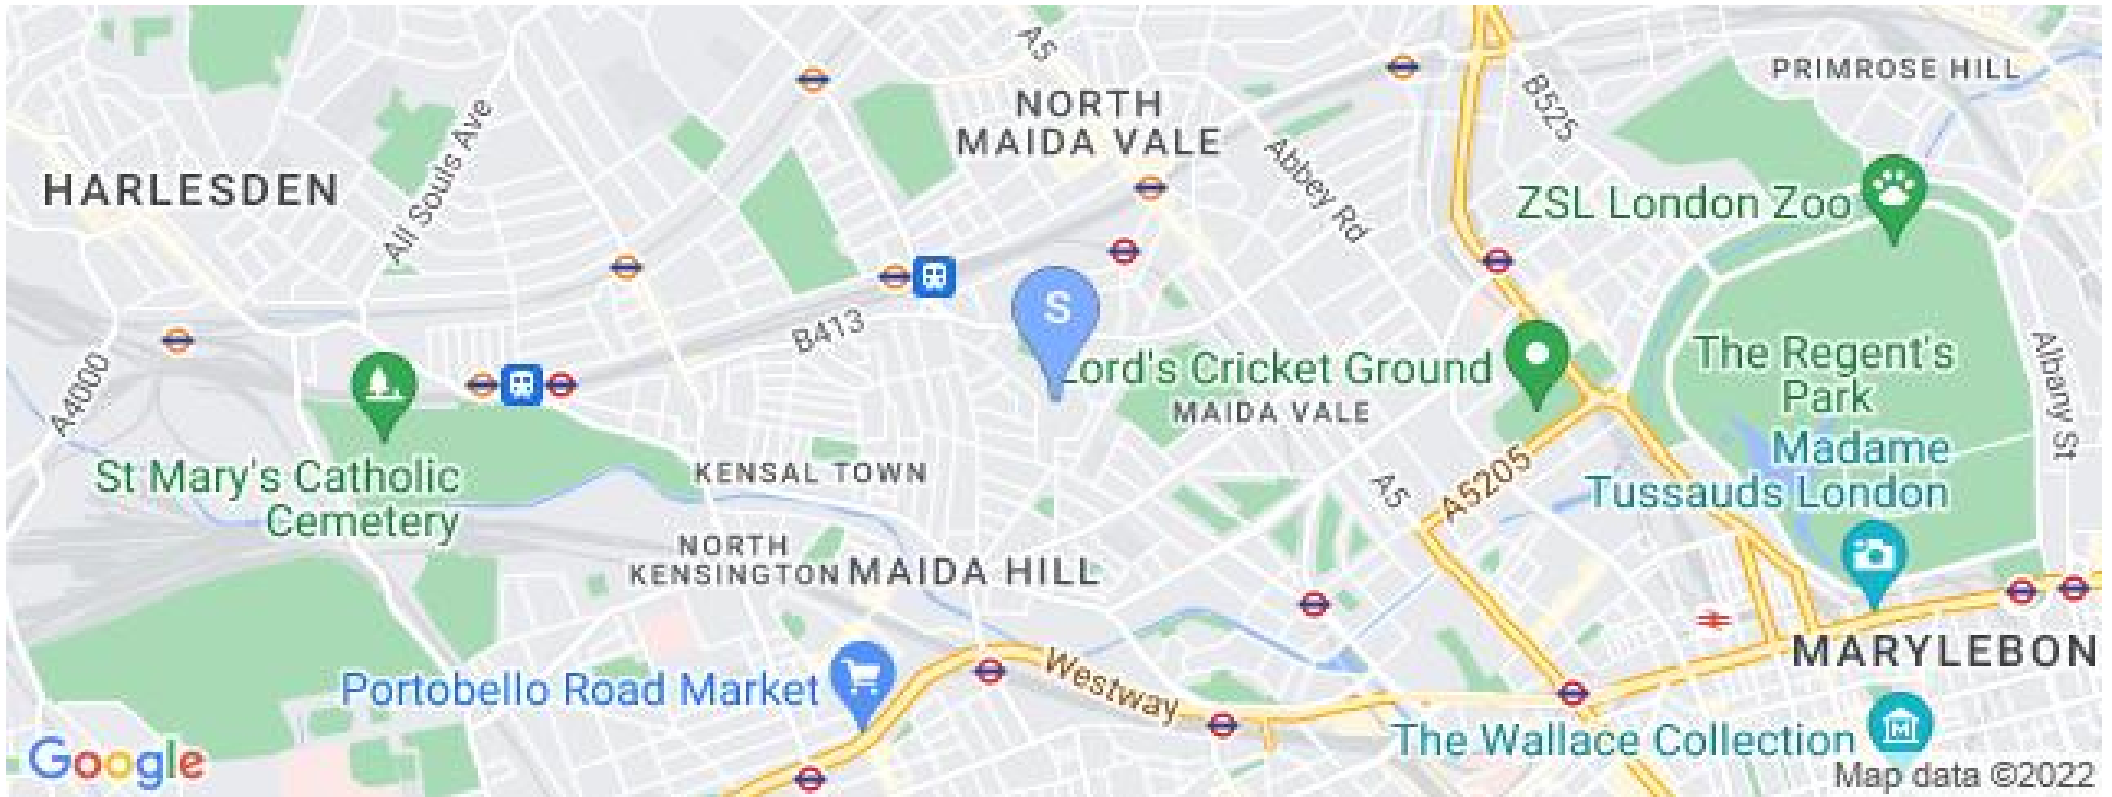 A5
PRIMROSE HILL
NORTH
MAIDA VALE
B525
HARLESDEN
All Souls Ave
Abbey Rd
ZSL London Zoo
S
B413
A4000
Lord's Cricket Ground
The Regent's
Park
Albany St
MAIDA VALE
Madame
Tussauds London
St Mary's Catholic
Cemetery
KENSAL TOWN
A5
A5205
NORTH
KENSINGTON
MAIDA HILL
MARYLEBON
Portobello Road Market
Westway
The Wallace Collection
M
Google
Map data ©2022